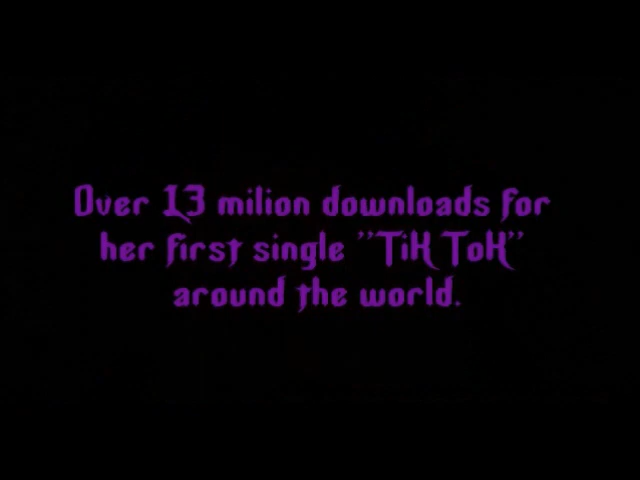 Over 13 milion downloads for
her first single "TiK ToK"
around the world.